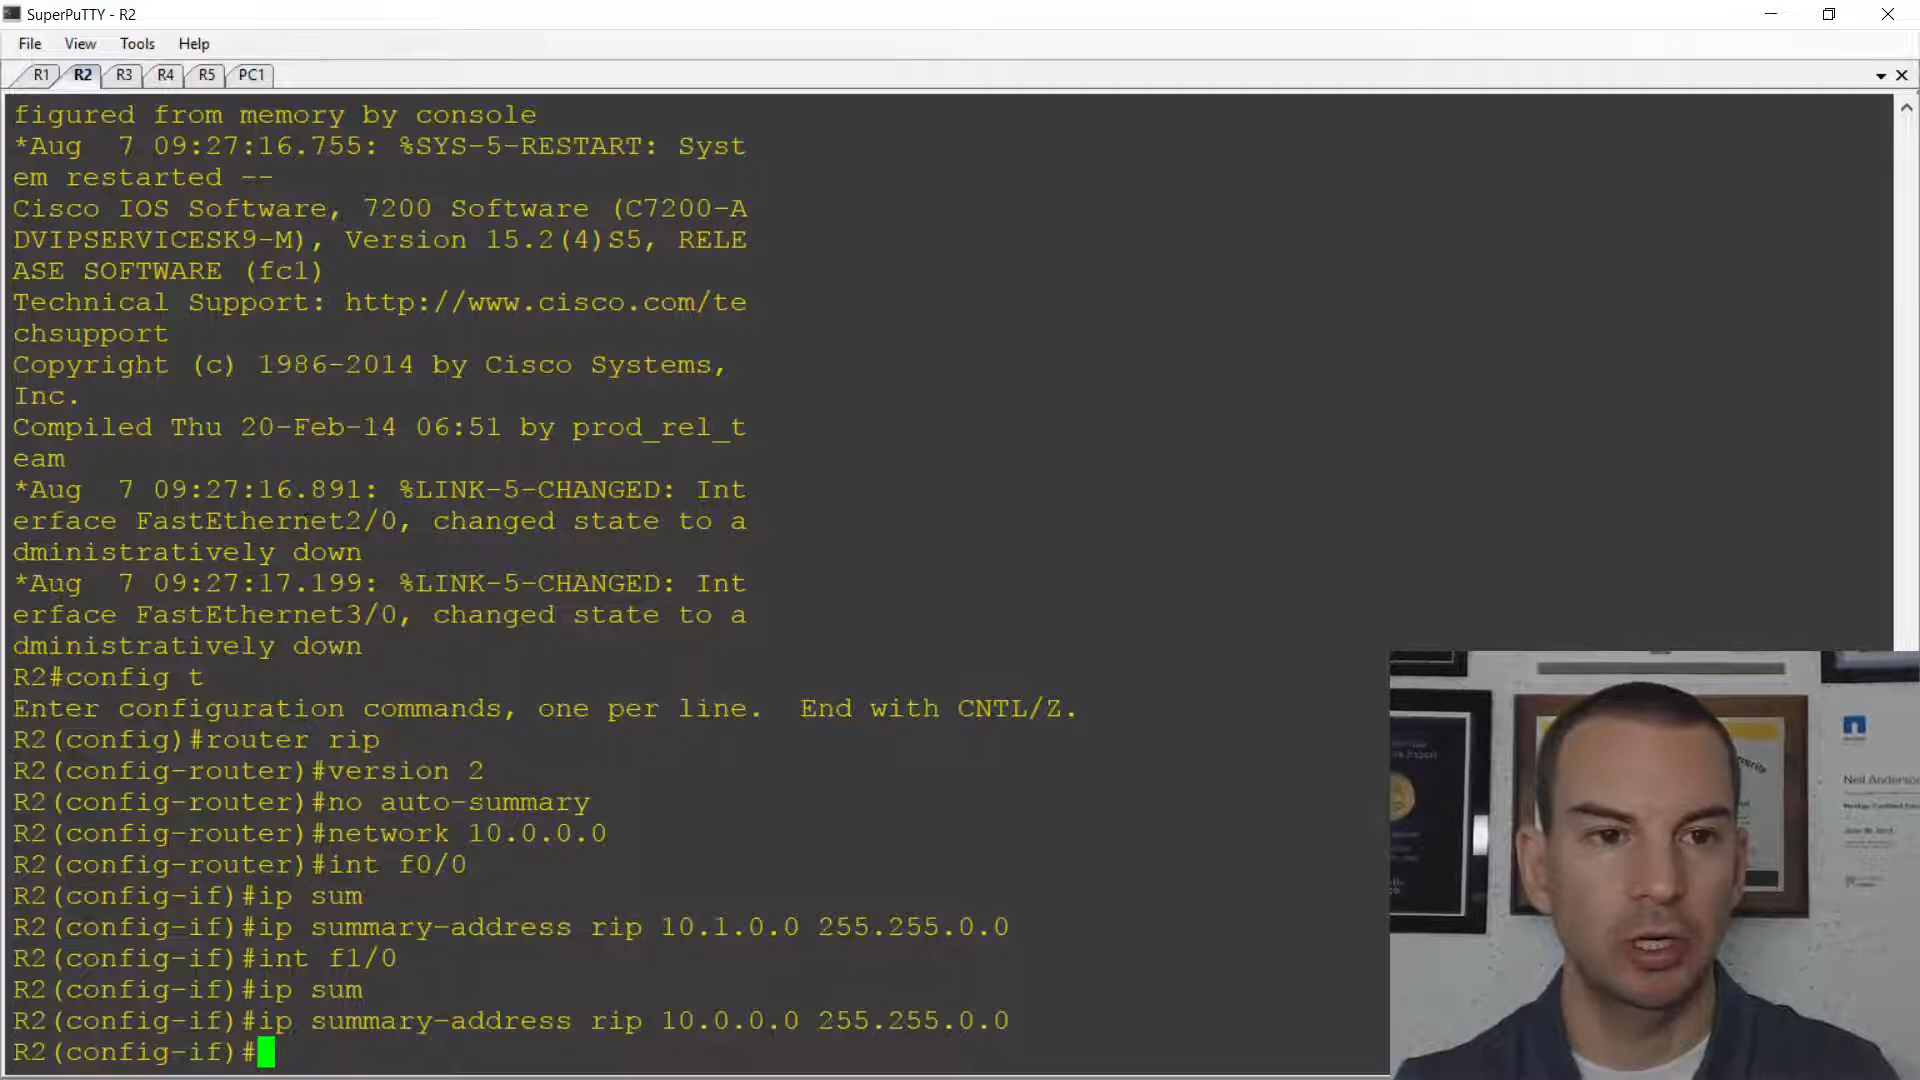 SuperPuTTY - R2
File View Tools Help
R1 R2 R3 R4 R5 PC1
figured from memory by console
*Aug  7 09:27:16.755: %SYS-5-RESTART: Syst
em restarted --
Cisco IOS Software, 7200 Software (C7200-A
DVIPSERVICESK9-M), Version 15.2(4)S5, RELE
ASE SOFTWARE (fc1)
Technical Support: http://www.cisco.com/te
chsupport
Copyright (c) 1986-2014 by Cisco Systems,
Inc.
Compiled Thu 20-Feb-14 06:51 by prod_rel_t
eam
*Aug  7 09:27:16.891: %LINK-5-CHANGED: Int
erface FastEthernet2/0, changed state to a
dministratively down
*Aug  7 09:27:17.199: %LINK-5-CHANGED: Int
erface FastEthernet3/0, changed state to a
dministratively down
R2#config t
Enter configuration commands, one per line.  End with CNTL/Z.
R2(config)#router rip
R2(config-router)#version 2
R2(config-router)#no auto-summary
R2(config-router)#network 10.0.0.0
R2(config-router)#int f0/0
R2(config-if)#ip sum
R2(config-if)#ip summary-address rip 10.1.0.0 255.255.0.0
R2(config-if)#int f1/0
R2(config-if)#ip sum
R2(config-if)#ip summary-address rip 10.0.0.0 255.255.0.0
R2(config-if)#
Neil Anderson